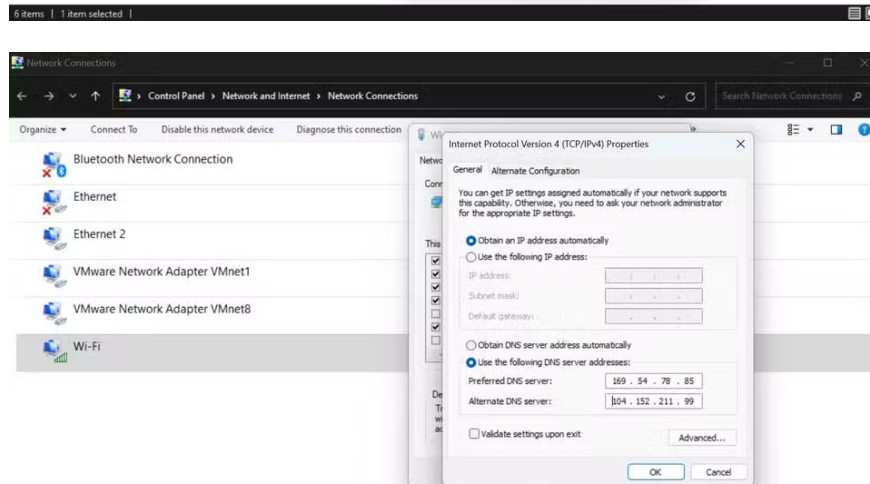 6 items | 1 item selected |
Network Connections
Control Panel > Network and Internet > Network Connections
Search Network Connections
Organize
Connect To
Disable this network device
Diagnose this connection
»
Bluetooth Network Connection
Ethernet
Ethernet 2
VMware Network Adapter VMnet1
VMware Network Adapter VMnet8
Wi-Fi
Wi
Netwo
Conn
This
De
Internet Protocol Version 4 (TCP/IPv4) Properties
General
Alternate Configuration
You can get IP settings assigned automatically if your network supports
this capability. Otherwise, you need to ask your network administrator
for the appropriate IP settings.
Obtain an IP address automatically
Use the following IP address:
IP address:
Subnet mask:
Default gateway:
Obtain DNS server address automatically
Use the following DNS server addresses:
Preferred DNS server:
169 . 54 . 78 . 85
Alternate DNS server:
104 . 152 . 211 . 99
Validate settings upon exit
Advanced...
OK
Cancel